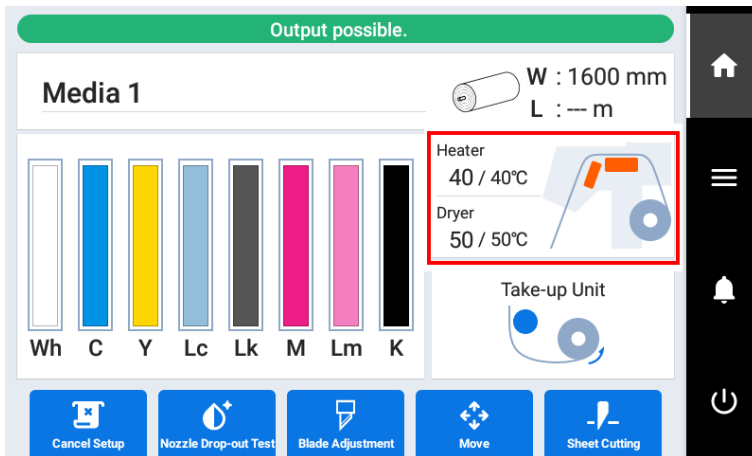 Output possible.
Media 1
W : 1600 mm
L : --- m
Heater
40 / 40℃
Dryer
50 / 50℃
Take-up Unit
Wh C Y Lc Lk M Lm K
Cancel Setup
Nozzle Drop-out Test
Blade Adjustment
Move
Sheet Cutting